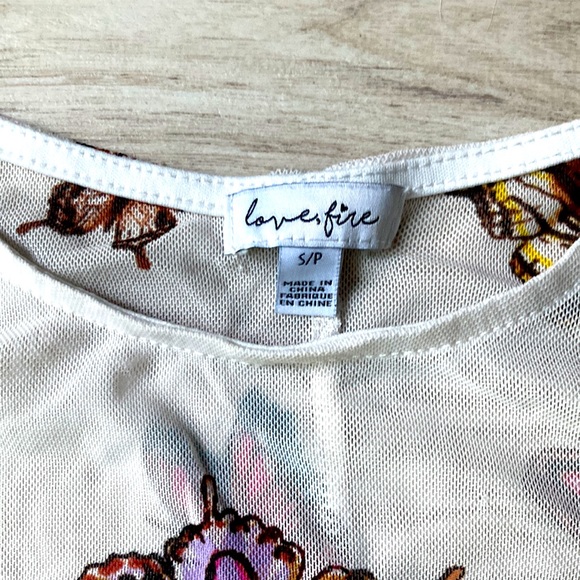 love, fire
S/P
MADE IN
CHINA
FABRIQUE
EN CHINE